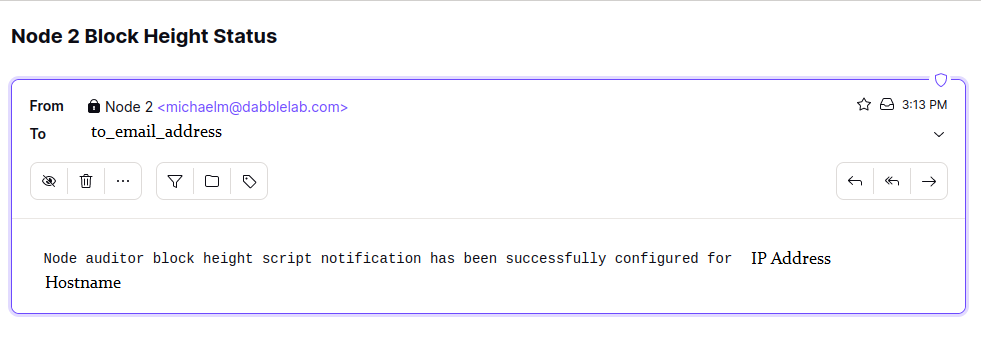 Node 2 Block Height Status
From Node 2 <michaelm@dabblelab.com> 3:13 PM
To to_email_address
Node auditor block height script notification has been successfully configured for IP Address
Hostname